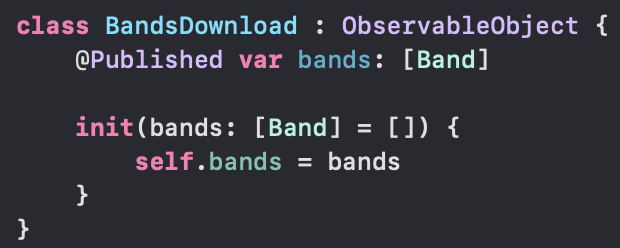 class BandsDownload : ObservableObject {
    @Published var bands: [Band]
    init(bands: [Band] = []) {
        self.bands = bands
    }
}